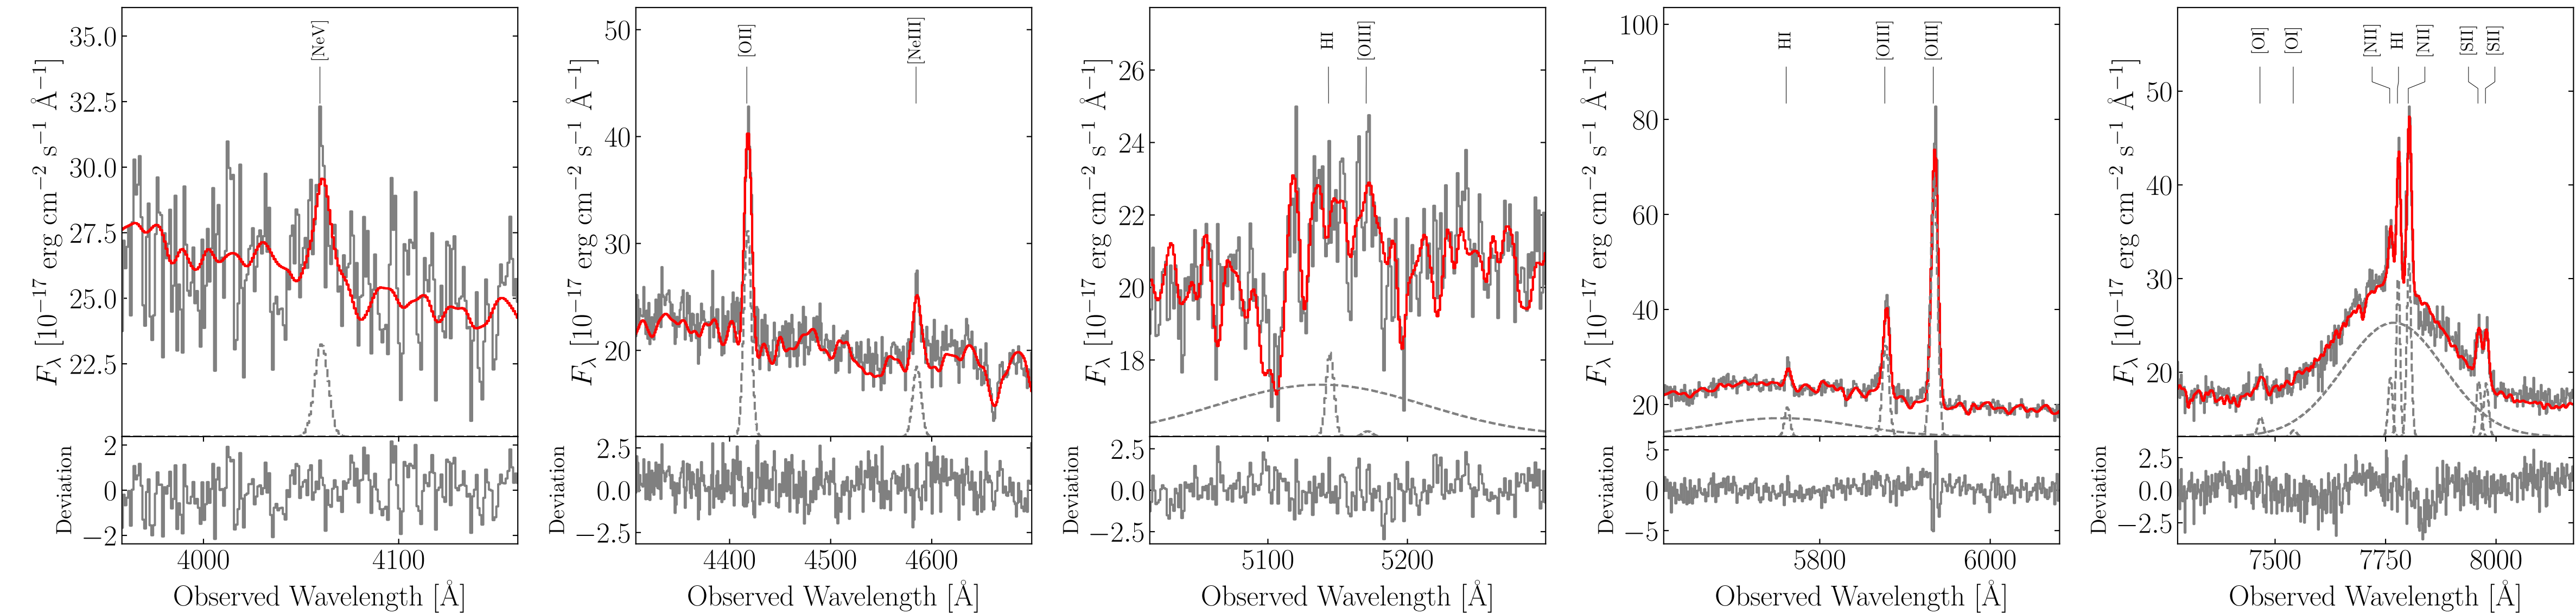 F_λ [10^−17 erg cm^−2 s^−1 Å^−1]
35.0
32.5
30.0
27.5
25.0
22.5
[NeV]
Deviation
2
0
−2
4000 4100
Observed Wavelength [Å]
F_λ [10^−17 erg cm^−2 s^−1 Å^−1]
50
40
30
20
[OII] [NeIII]
Deviation
2.5
0.0
−2.5
4400 4500 4600
Observed Wavelength [Å]
F_λ [10^−17 erg cm^−2 s^−1 Å^−1]
26
24
22
20
18
HI [OIII]
Deviation
2.5
0.0
−2.5
5100 5200
Observed Wavelength [Å]
F_λ [10^−17 erg cm^−2 s^−1 Å^−1]
100
80
60
40
20
HI [OIII] [OIII]
Deviation
5
0
−5
5800 6000
Observed Wavelength [Å]
F_λ [10^−17 erg cm^−2 s^−1 Å^−1]
50
40
30
20
[OI] [OI] [NII] HI [NII] [SII] [SII]
Deviation
2.5
0.0
−2.5
7500 7750 8000
Observed Wavelength [Å]